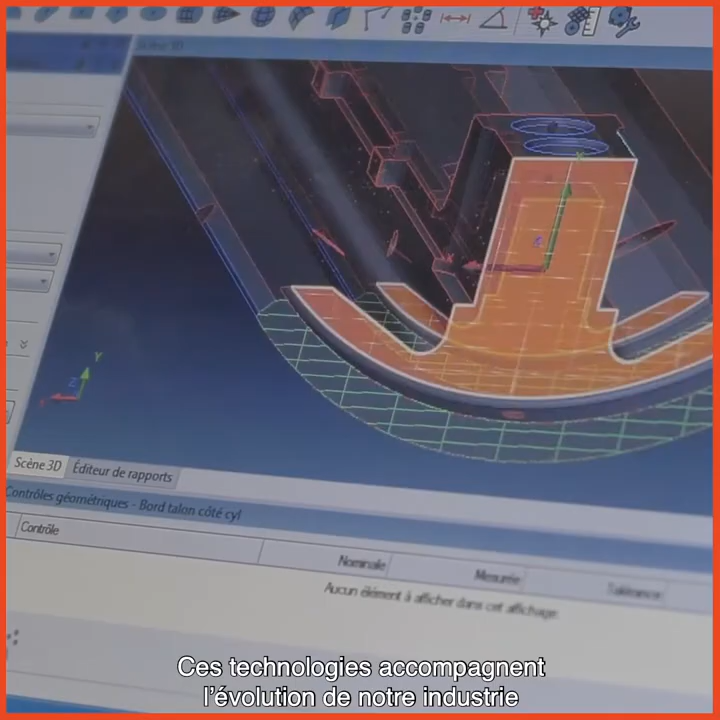 Scène 3D
Y
Z
Scène 3D
Éditeur de rapports
Contrôles géométriques - Bord talon côté cyl
Contrôle
Nominale
Mesurée
Tolérance
Aucun élément à afficher dans cet affichage.
Ces technologies accompagnent
l'évolution de notre industrie